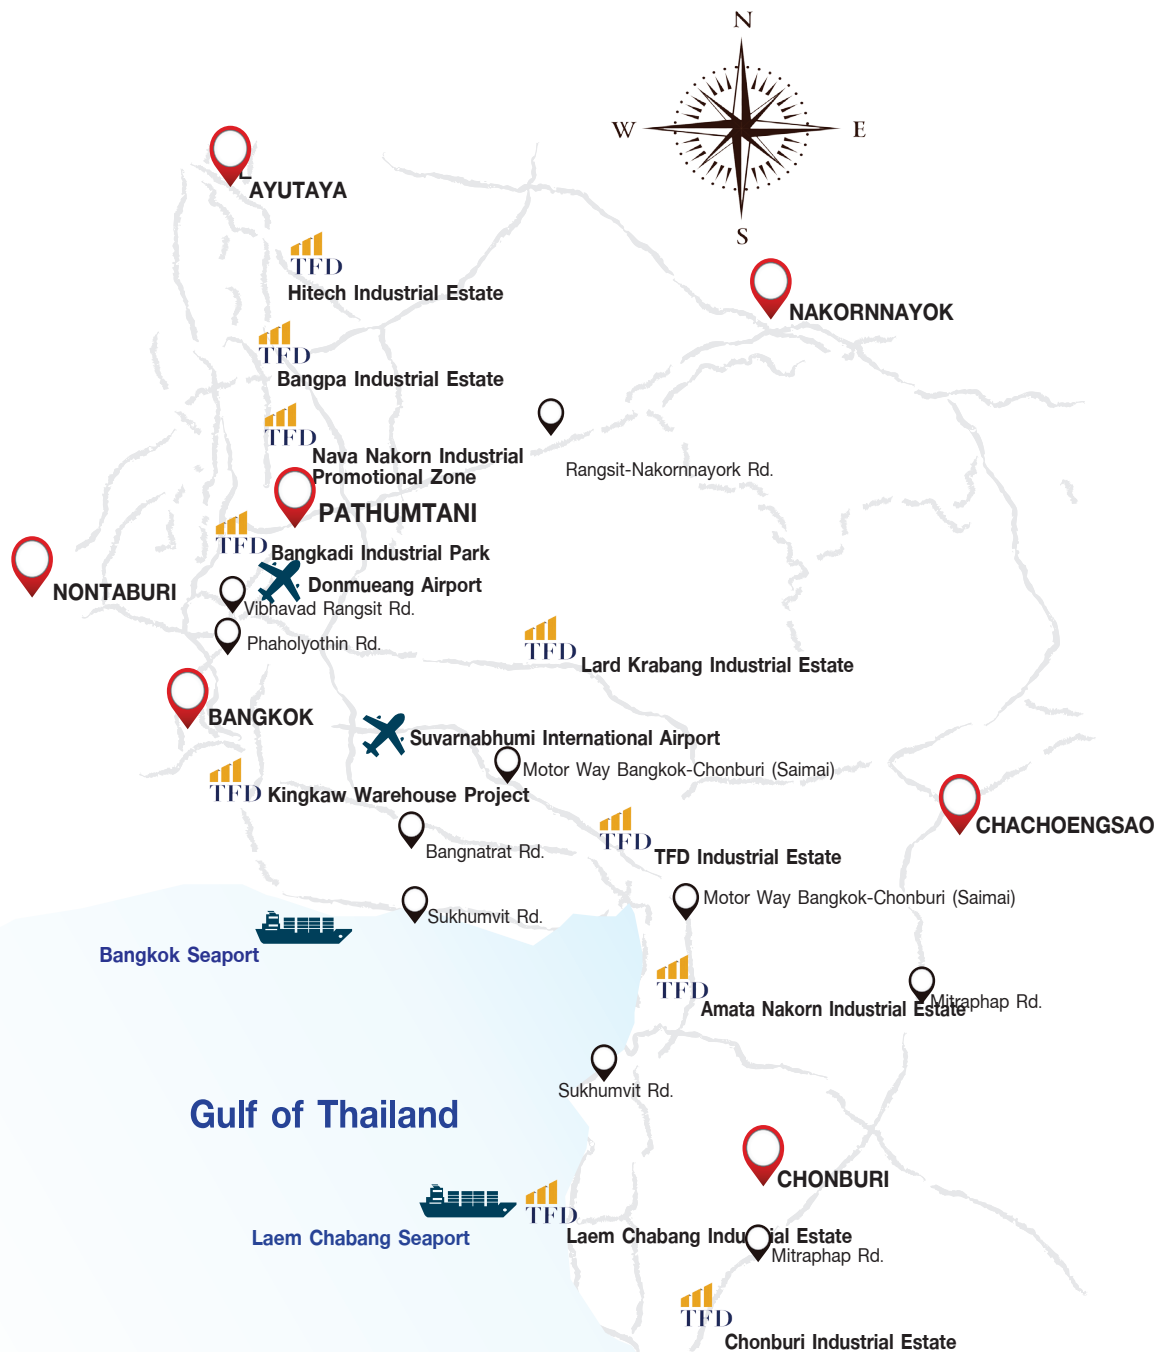 N
W
E
S
L
AYUTAYA
TFD
Hitech Industrial Estate
NAKORNNAYOK
TFD
Bangpa Industrial Estate
TFD
Nava Nakorn Industrial
Promotional Zone
Rangsit-Nakornnayork Rd.
PATHUMTANI
TFD
Bangkadi Industrial Park
Donmueang Airport
NONTABURI
Vibhavad Rangsit Rd.
Phaholyothin Rd.
TFD
Lard Krabang Industrial Estate
BANGKOK
Suvarnabhumi International Airport
Motor Way Bangkok-Chonburi (Saimai)
TFD
Kingkaw Warehouse Project
CHACHOENGSAO
Bangnatrat Rd.
TFD
TFD Industrial Estate
Motor Way Bangkok-Chonburi (Saimai)
Sukhumvit Rd.
Bangkok Seaport
TFD
Amata Nakorn Industrial Estate
Mitraphap Rd.
Sukhumvit Rd.
Gulf of Thailand
CHONBURI
TFD
Laem Chabang Seaport
Laem Chabang Industrial Estate
Mitraphap Rd.
TFD
Chonburi Industrial Estate